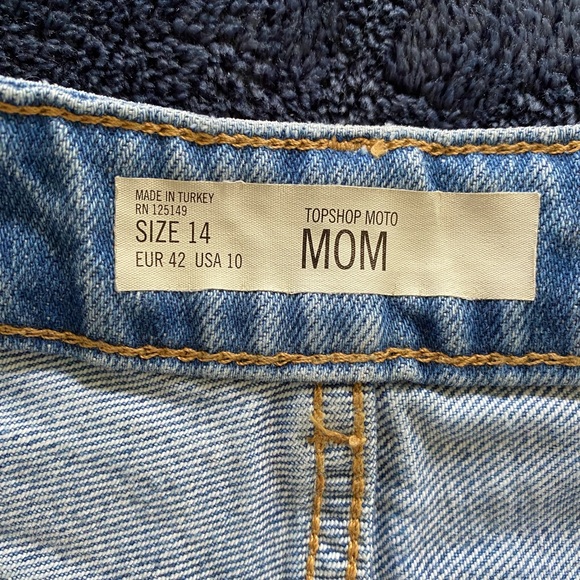 MADE IN TURKEY
RN 125149
SIZE 14
EUR 42 USA 10
TOPSHOP MOTO
MOM